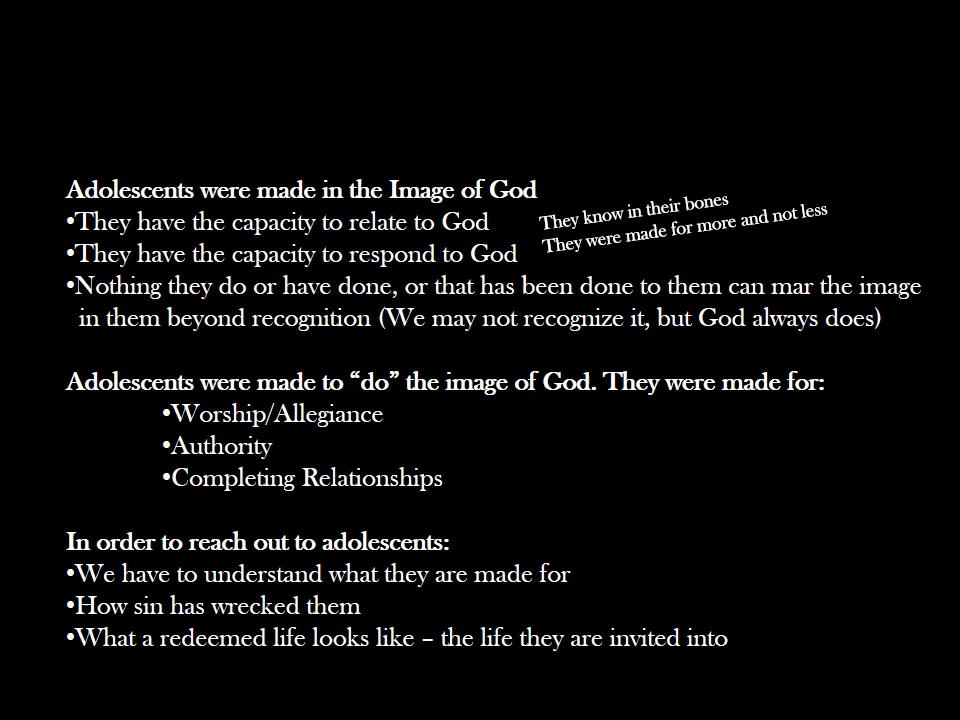 Adolescents were made in the Image of God
•They have the capacity to relate to God
They know in their bones
They were made for more and not less
•They have the capacity to respond to God
•Nothing they do or have done, or that has been done to them can mar the image
in them beyond recognition (We may not recognize it, but God always does)
Adolescents were made to “do” the image of God. They were made for:
•Worship/Allegiance
•Authority
•Completing Relationships
In order to reach out to adolescents:
•We have to understand what they are made for
•How sin has wrecked them
•What a redeemed life looks like – the life they are invited into